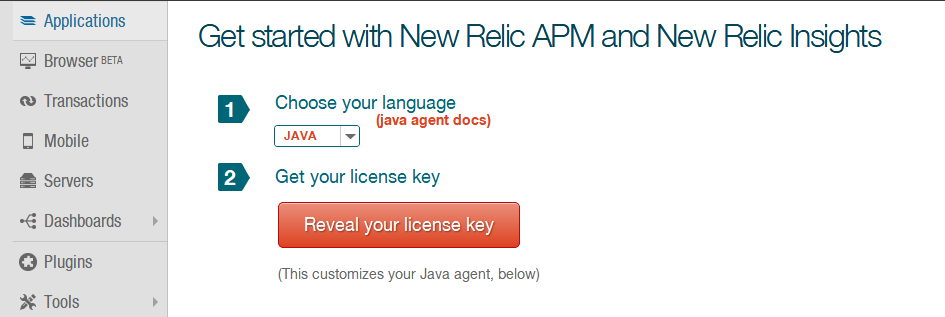 Applications
Browser BETA
Transactions
Mobile
Servers
Dashboards
Plugins
Tools
Get started with New Relic APM and New Relic Insights
1
Choose your language
(java agent docs)
JAVA
2
Get your license key
Reveal your license key
(This customizes your Java agent, below)